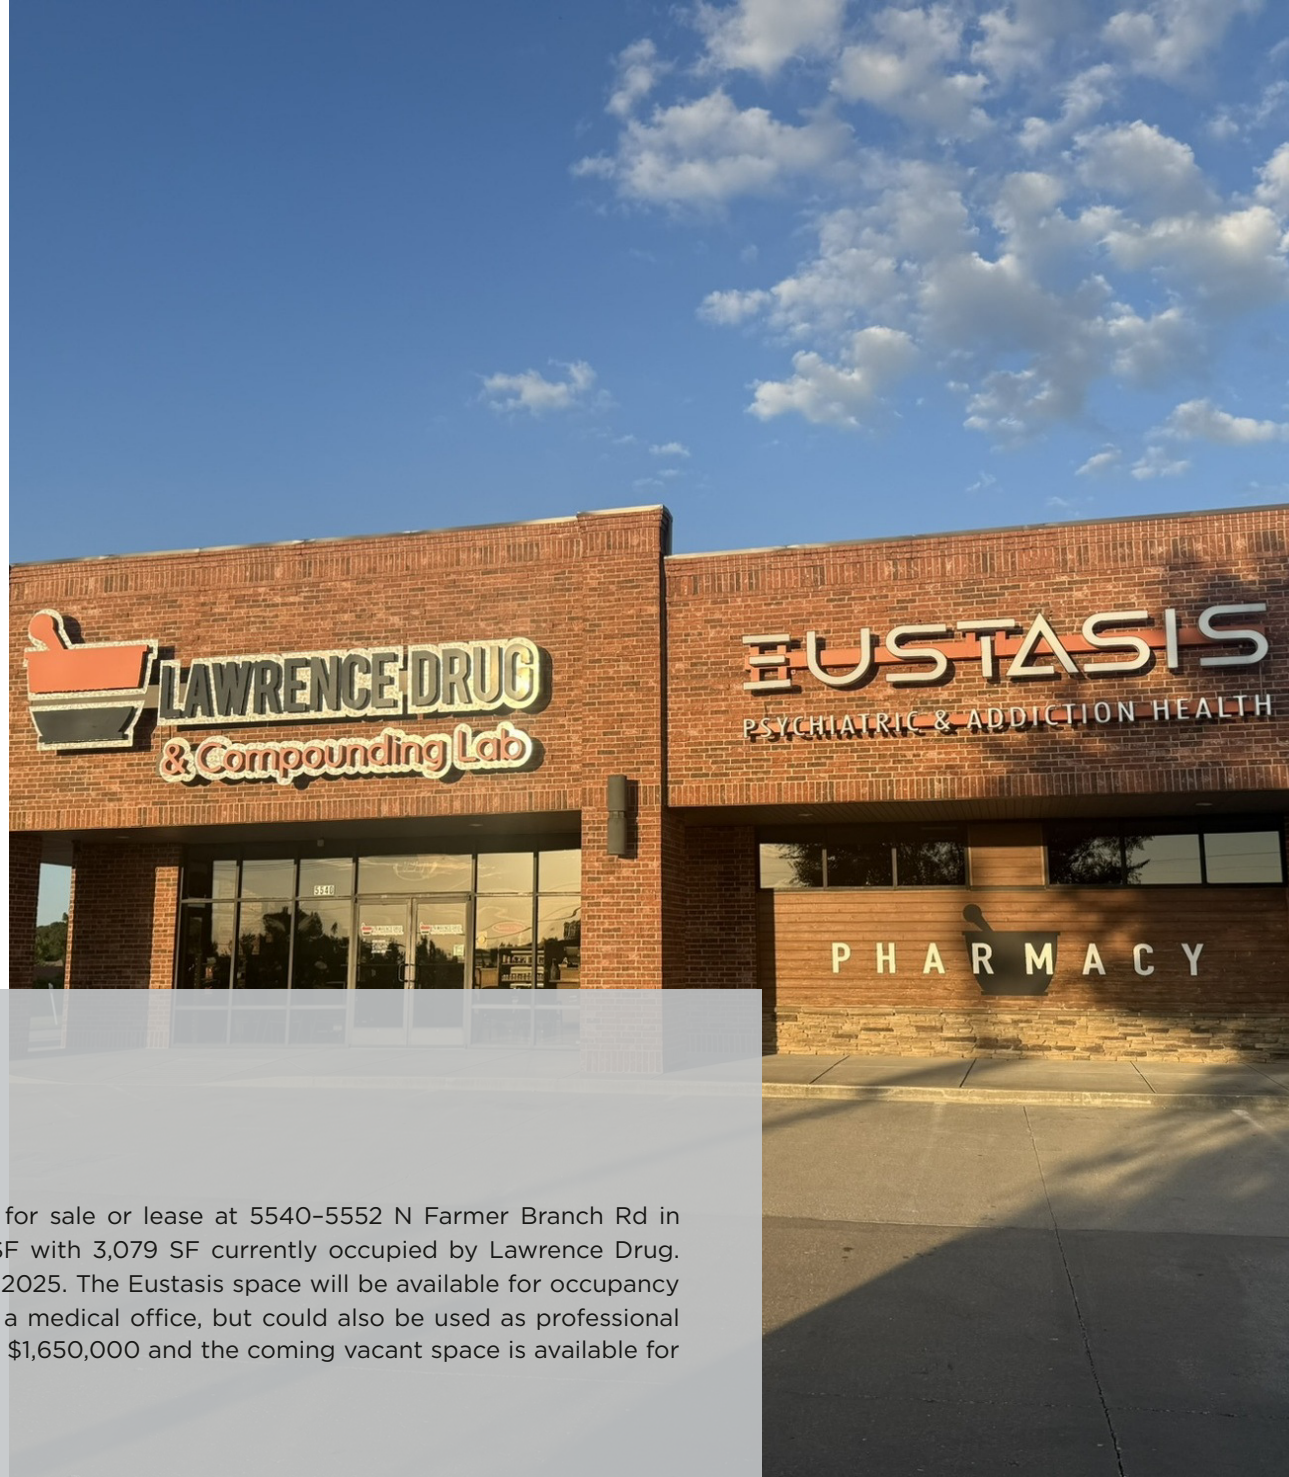 LAWRENCE DRUG
& Compounding Lab
EUSTASIS
PSYCHIATRIC & ADDICTION HEALTH
5540
PHARMACY
for sale or lease at 5540–5552 N Farmer Branch Rd in
SF with 3,079 SF currently occupied by Lawrence Drug.
2025. The Eustasis space will be available for occupancy
a medical office, but could also be used as professional
$1,650,000 and the coming vacant space is available for